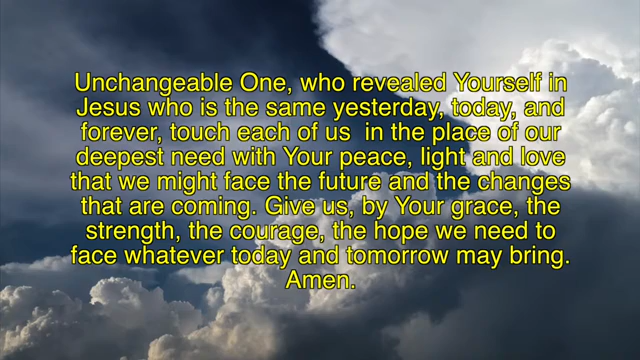 Unchangeable One, who revealed Yourself in
Jesus who is the same yesterday, today, and
forever, touch each of us  in the place of our
deepest need with Your peace, light and love
that we might face the future and the changes
that are coming. Give us, by Your grace, the
strength, the courage, the hope we need to
face whatever today and tomorrow may bring.
Amen.